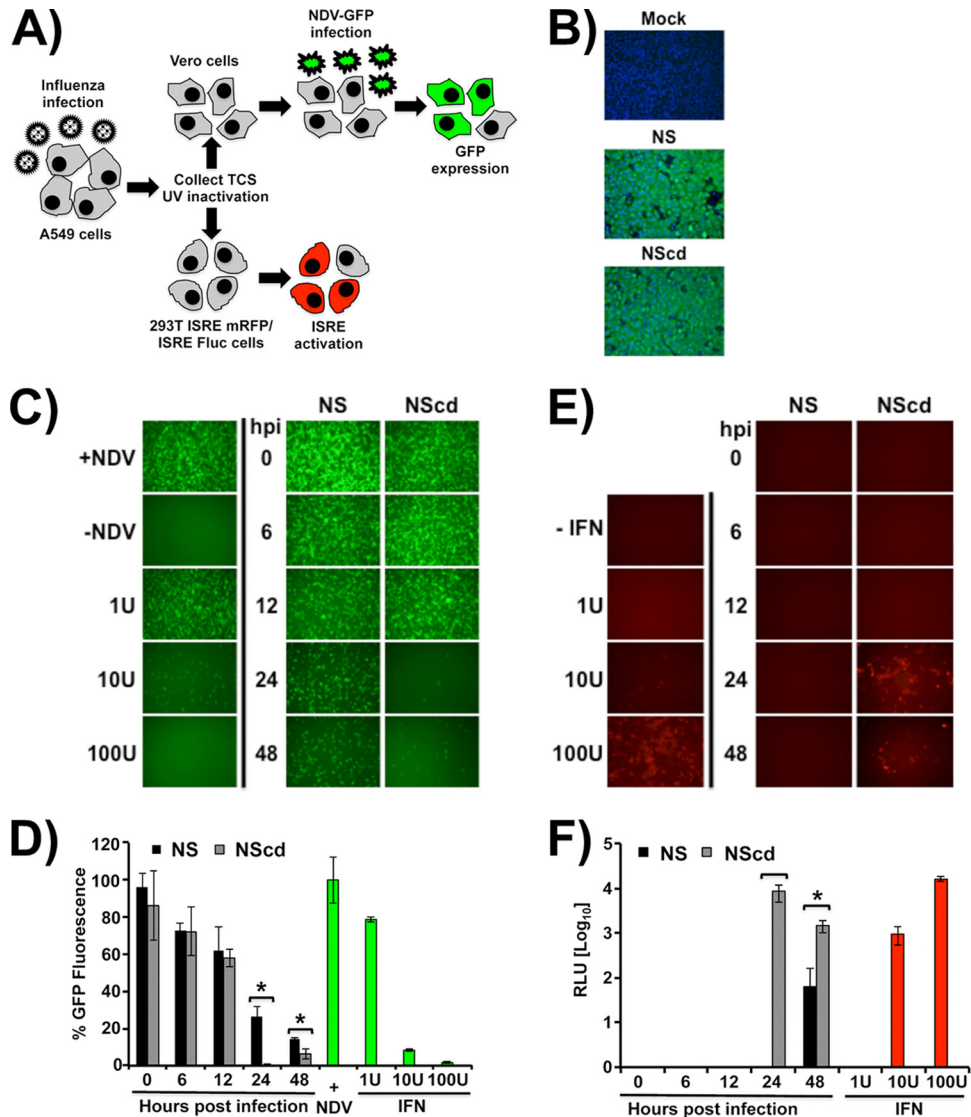 A)
Influenza
infection
A549 cells
Vero cells
Collect TCS
UV inactivation
293T ISRE mRFP/
ISRE Fluc cells
NDV-GFP
infection
GFP
expression
ISRE
activation
B)
Mock
NS
NScd
C)
NS NScd
hpi
+NDV 0
-NDV 6
1U 12
10U 24
100U 48
E)
NS NScd
hpi
0
- IFN 6
1U 12
10U 24
100U 48
D)
NS NScd
% GFP Fluorescence
120
100
80
60
40
20
0
* *
0 6 12 24 48 + 1U 10U 100U
Hours post infection NDV IFN
F)
NS NScd
RLU [Log10]
5
4
3
2
1
0
*
0 6 12 24 48 1U 10U 100U
Hours post infection IFN